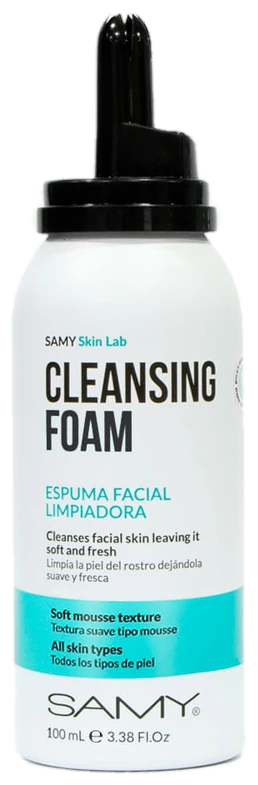 SAMY Skin Lab
CLEANSING
FOAM
ESPUMA FACIAL
LIMPIADORA
Cleanses facial skin leaving it
soft and fresh
Limpia la piel del rostro dejándola
suave y fresca
Soft mousse texture
Textura suave tipo mousse
All skin types
Todos los tipos de piel
SAMY®
100 mL ℮ 3.38 Fl.Oz